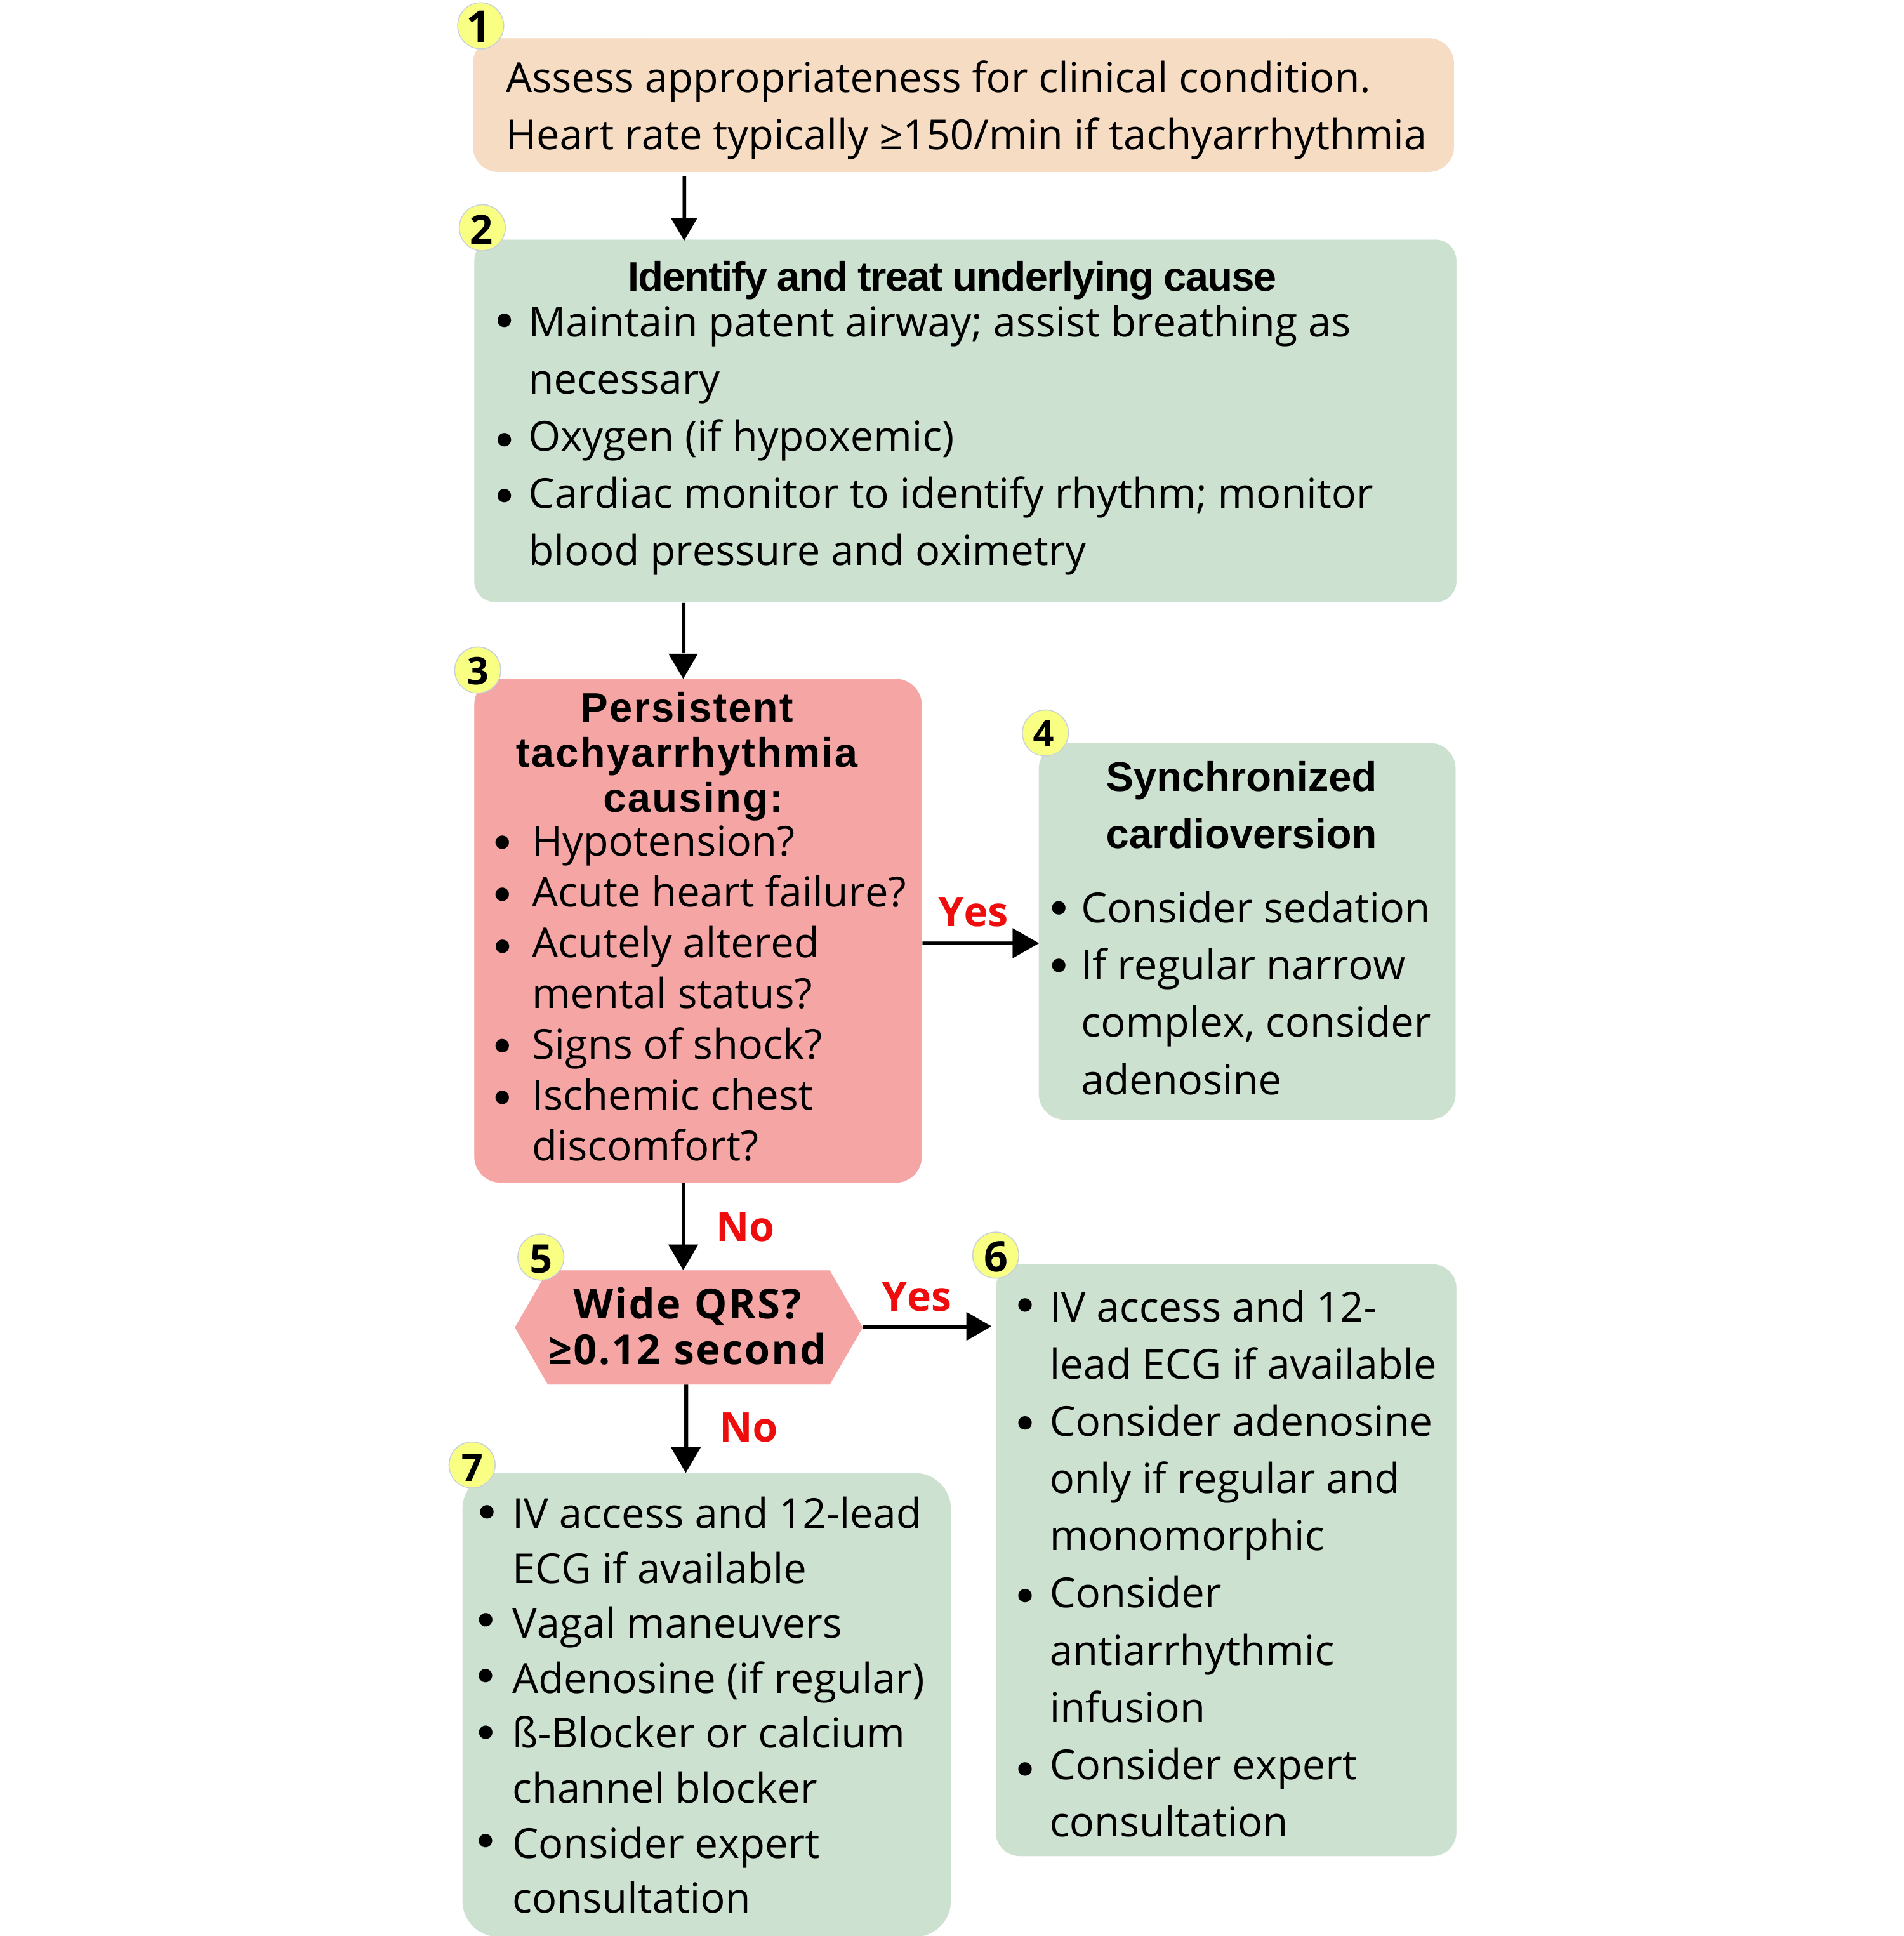 1
Assess appropriateness for clinical condition.
Heart rate typically ≥150/min if tachyarrhythmia
2
Identify and treat underlying cause
• Maintain patent airway; assist breathing as
necessary
• Oxygen (if hypoxemic)
• Cardiac monitor to identify rhythm; monitor
blood pressure and oximetry
3
Persistent
tachyarrhythmia
causing:
• Hypotension?
• Acute heart failure?
• Acutely altered
mental status?
• Signs of shock?
• Ischemic chest
discomfort?
Yes
4
Synchronized
cardioversion
• Consider sedation
• If regular narrow
complex, consider
adenosine
No
5
Wide QRS?
≥0.12 second
Yes
6
• IV access and 12-
lead ECG if available
• Consider adenosine
only if regular and
monomorphic
• Consider
antiarrhythmic
infusion
• Consider expert
consultation
No
7
• IV access and 12-lead
ECG if available
• Vagal maneuvers
• Adenosine (if regular)
• ß-Blocker or calcium
channel blocker
• Consider expert
consultation